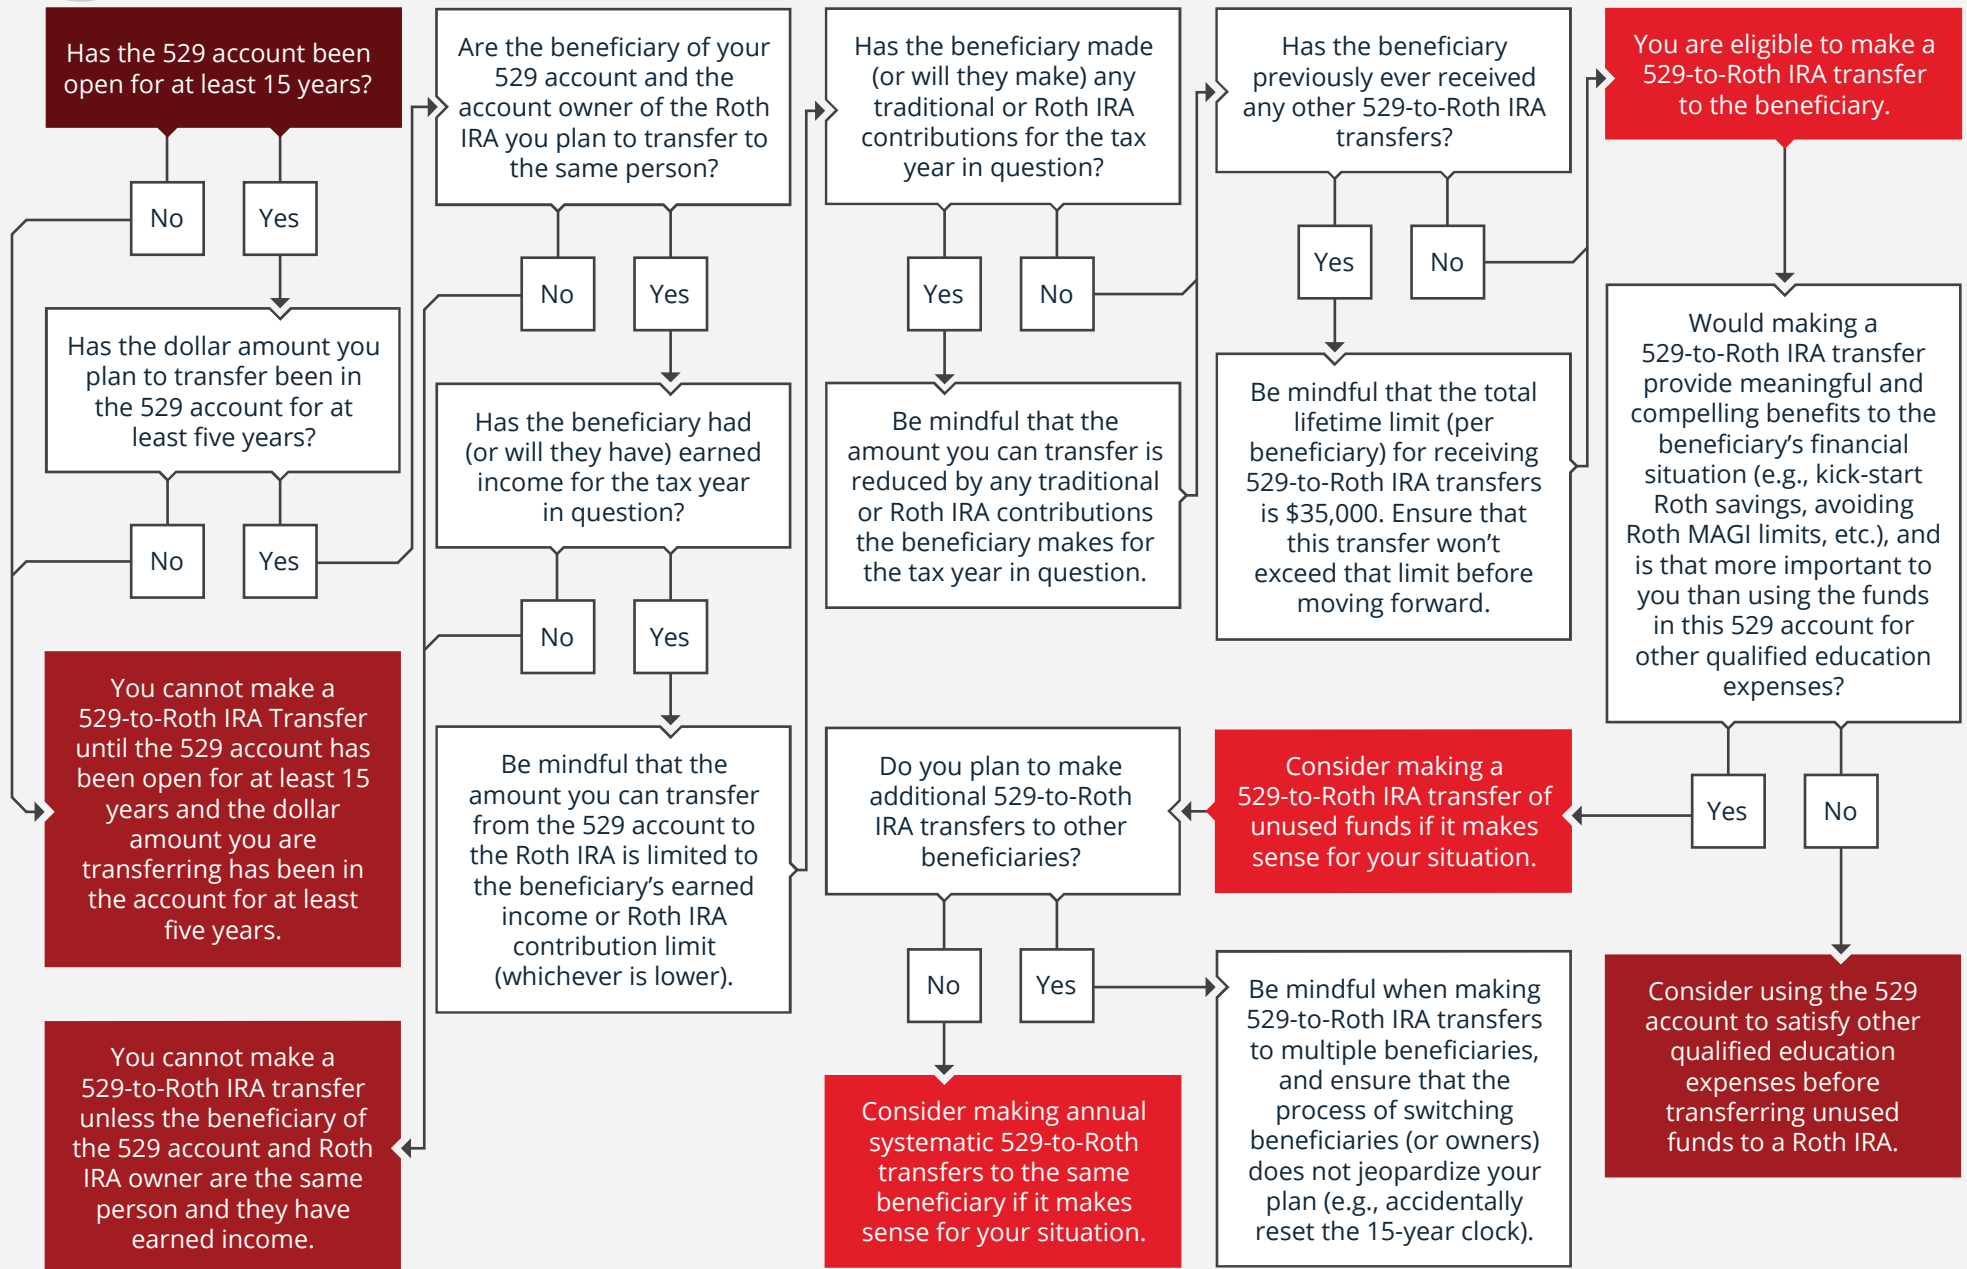 Has the 529 account been
open for at least 15 years?
No
Yes
Has the dollar amount you
plan to transfer been in
the 529 account for at
least five years?
No
Yes
You cannot make a
529-to-Roth IRA Transfer
until the 529 account has
been open for at least 15
years and the dollar
amount you are
transferring has been in
the account for at least
five years.
You cannot make a
529-to-Roth IRA transfer
unless the beneficiary of
the 529 account and Roth
IRA owner are the same
person and they have
earned income.
Are the beneficiary of your
529 account and the
account owner of the Roth
IRA you plan to transfer to
the same person?
No
Yes
Has the beneficiary had
(or will they have) earned
income for the tax year
in question?
No
Yes
Be mindful that the
amount you can transfer
from the 529 account to
the Roth IRA is limited to
the beneficiary’s earned
income or Roth IRA
contribution limit
(whichever is lower).
Has the beneficiary made
(or will they make) any
traditional or Roth IRA
contributions for the tax
year in question?
Yes
No
Be mindful that the
amount you can transfer is
reduced by any traditional
or Roth IRA contributions
the beneficiary makes for
the tax year in question.
Has the beneficiary
previously ever received
any other 529-to-Roth IRA
transfers?
Yes
No
Be mindful that the total
lifetime limit (per
beneficiary) for receiving
529-to-Roth IRA transfers
is $35,000. Ensure that
this transfer won’t
exceed that limit before
moving forward.
You are eligible to make a
529-to-Roth IRA transfer
to the beneficiary.
Would making a
529-to-Roth IRA transfer
provide meaningful and
compelling benefits to the
beneficiary’s financial
situation (e.g., kick-start
Roth savings, avoiding
Roth MAGI limits, etc.), and
is that more important to
you than using the funds
in this 529 account for
other qualified education
expenses?
Yes
No
Consider making a
529-to-Roth IRA transfer of
unused funds if it makes
sense for your situation.
Consider using the 529
account to satisfy other
qualified education
expenses before
transferring unused
funds to a Roth IRA.
Do you plan to make
additional 529-to-Roth
IRA transfers to other
beneficiaries?
No
Yes
Consider making annual
systematic 529-to-Roth
transfers to the same
beneficiary if it makes
sense for your situation.
Be mindful when making
529-to-Roth IRA transfers
to multiple beneficiaries,
and ensure that the
process of switching
beneficiaries (or owners)
does not jeopardize your
plan (e.g., accidentally
reset the 15-year clock).